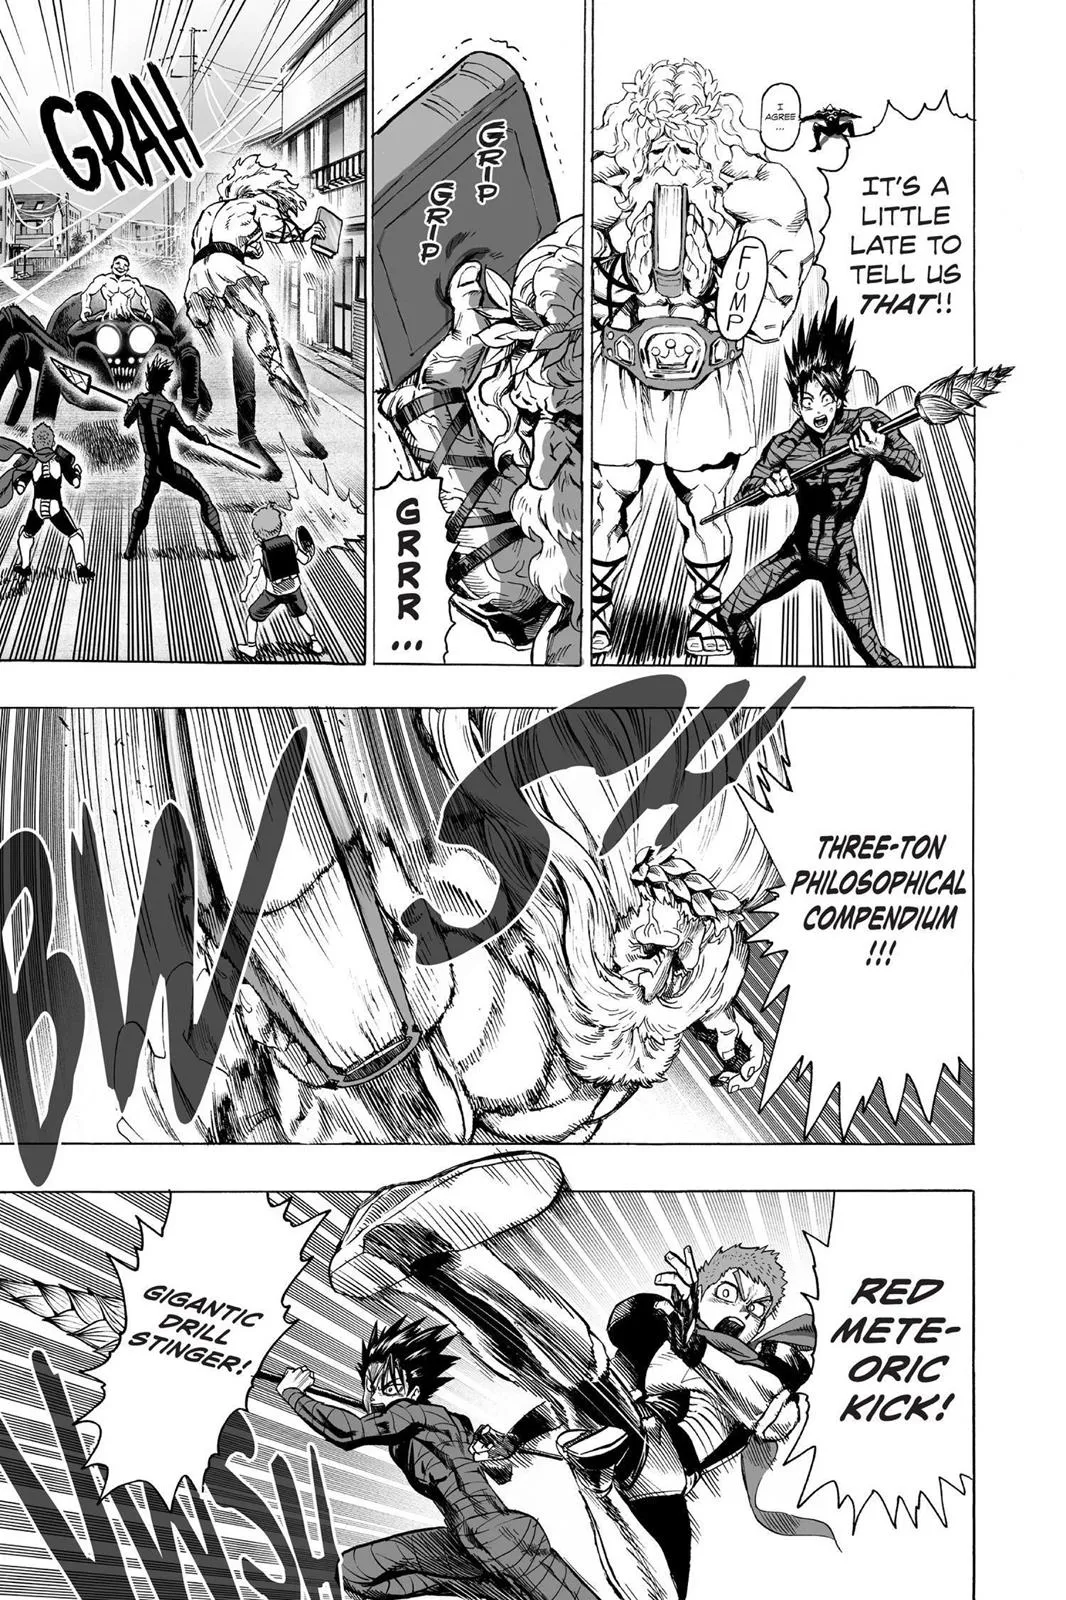 I
AGREE
...
IT'S A
LITTLE
LATE TO
TELL US
THAT!!
FUMP
GRIP
GRIP
GRRR...
GRAH
THREE-TON
PHILOSOPHICAL
COMPENDIUM
!!!
BWSH
RED
METE-
ORIC
KICK!
GIGANTIC
DRILL
STINGER!
VWSH